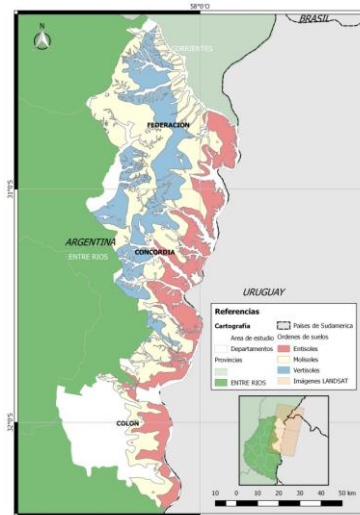 58°0'O
BRASIL
N
CORRIENTES
FEDERACION
31°0'S
ARGENTINA
CONCORDIA
ENTRE RIOS
URUGUAY
Referencias
Cartografía
Area de estudio
Departamentos
Provincias
ENTRE RIOS
Países de Sudamerica
Ordenes de suelos
Entisoles
Molisoles
Vertisoles
Imágenes LANDSAT
32°0'S
COLON
10 0 10 20 30 40 50 km